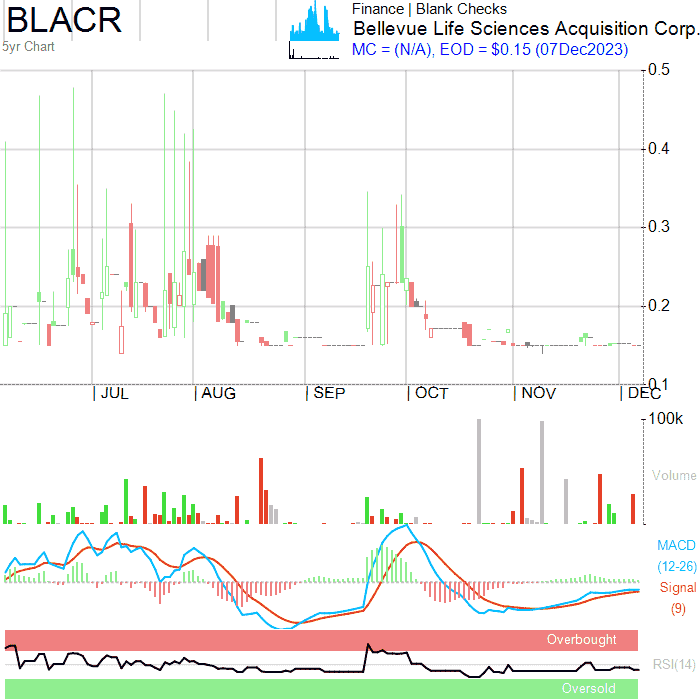 BLACR
5yr Chart
Finance | Blank Checks
Bellevue Life Sciences Acquisition Corp.
MC = (N/A), EOD = $0.15 (07Dec2023)
0.5
0.4
0.3
0.2
0.1
| JUL | AUG | SEP | OCT | NOV | DEC
100k
Volume
MACD
(12-26)
Signal
(9)
Overbought
RSI(14)
Oversold